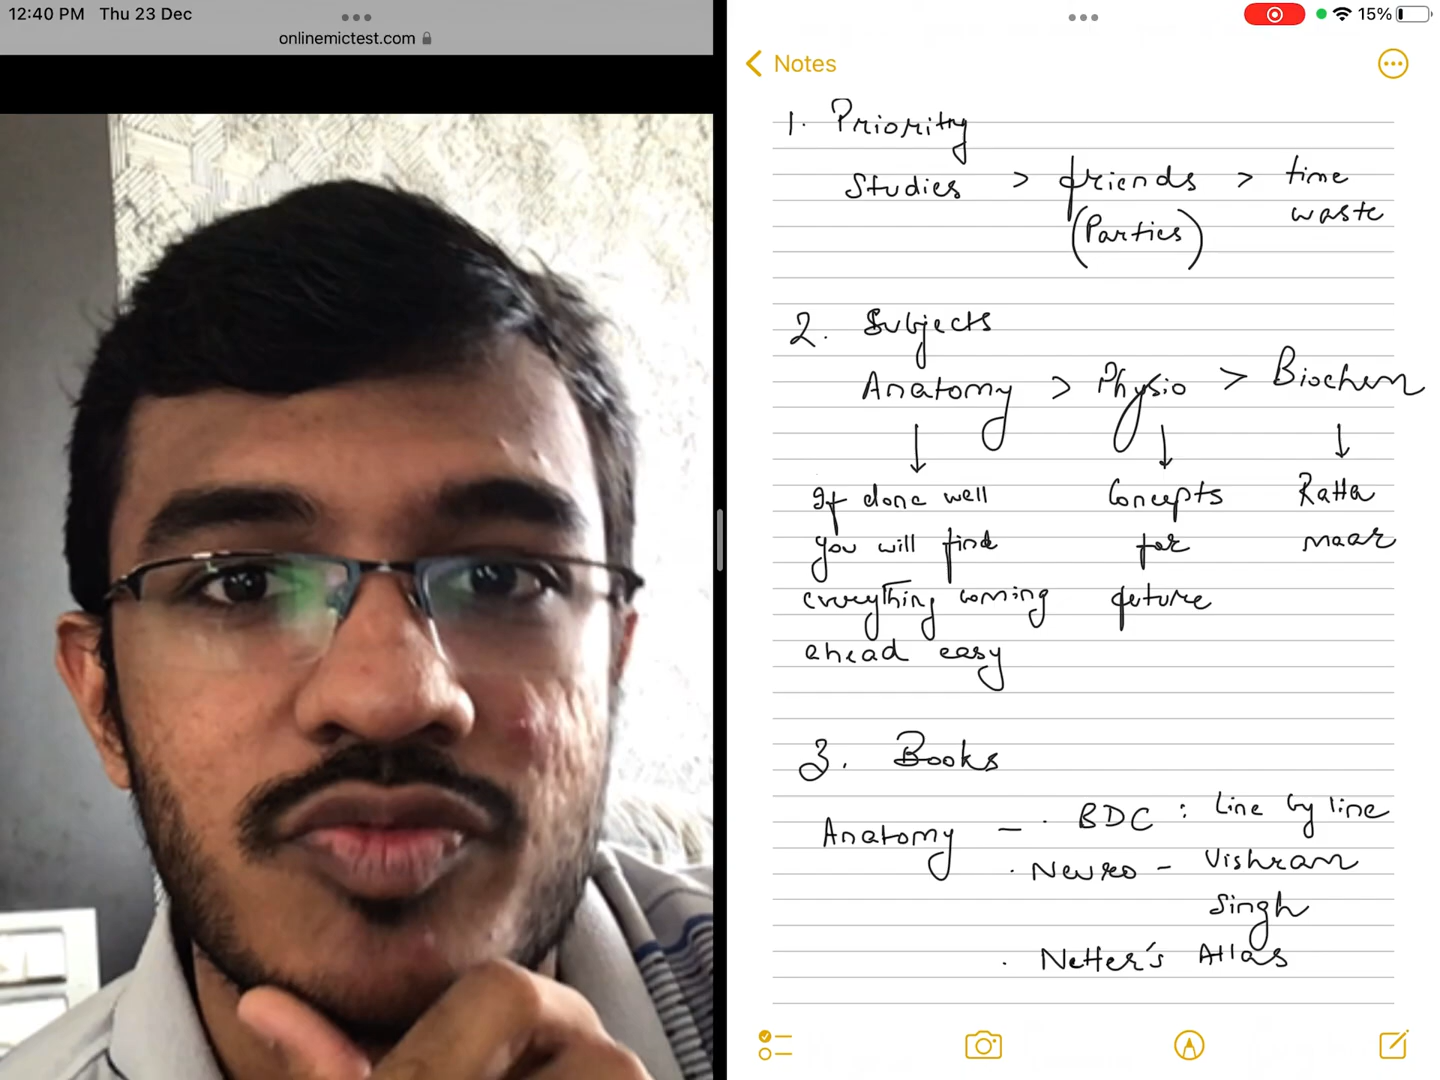 12:40 PM Thu 23 Dec
onlinemictest.com
15%
Notes
1. Priority
Studies > friends > time waste
(Parties)
2. Subjects
Anatomy > Physio > Biochem
If done well
you will find
everything coming
ahead easy
Concepts
for
future
Ratta
maar
3. Books
Anatomy - · BDC : Line by line
· Neuro - Vishram
Singh
· Netter's Atlas